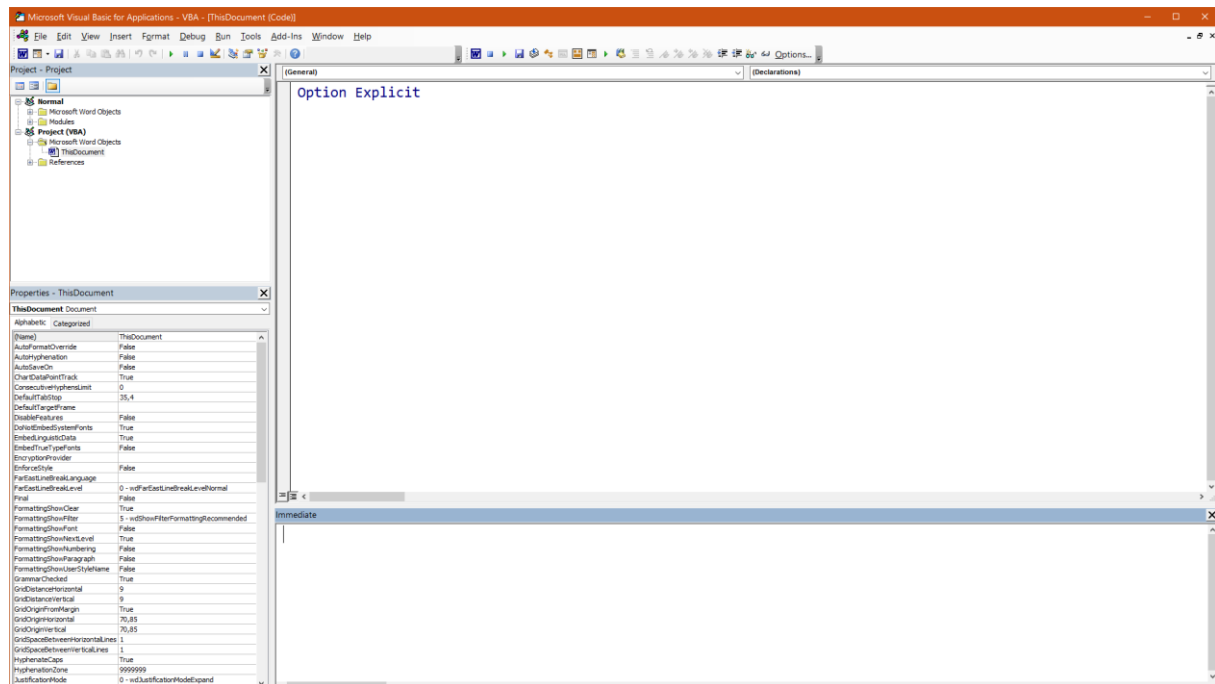 Microsoft Visual Basic for Applications - VBA - [ThisDocument (Code)]
File Edit View Insert Format Debug Run Tools Add-Ins Window Help
Options...
Project - Project
Normal
Microsoft Word Objects
Modules
Project (VBA)
Microsoft Word Objects
ThisDocument
References
Properties - ThisDocument
ThisDocument Document
Alphabetic Categorized
(Name) ThisDocument
AutoFormatOverride False
AutoHyphenation False
AutoSaveOn False
ChartDataPointTrack True
ConsecutiveHyphensLimit 0
DefaultTabStop 35,4
DefaultTargetFrame
DisableFeatures False
DoNotEmbedSystemFonts True
EmbedLinguisticData True
EmbedTrueTypeFonts False
EncryptionProvider
EnforceStyle False
FarEastLineBreakLanguage
FarEastLineBreakLevel 0 - wdFarEastLineBreakLevelNormal
Final False
FormattingShowClear True
FormattingShowFilter 5 - wdShowFilterFormattingRecommended
FormattingShowFont False
FormattingShowNextLevel True
FormattingShowNumbering False
FormattingShowParagraph False
FormattingShowUserStyleName False
GrammarChecked True
GridDistanceHorizontal 9
GridDistanceVertical 9
GridOriginFromMargin True
GridOriginHorizontal 70,85
GridOriginVertical 70,85
GridSpaceBetweenHorizontalLines 1
GridSpaceBetweenVerticalLines 1
HyphenateCaps True
HyphenationZone 9999999
JustificationMode 0 - wdJustificationModeExpand
(General) (Declarations)
Option Explicit
Immediate